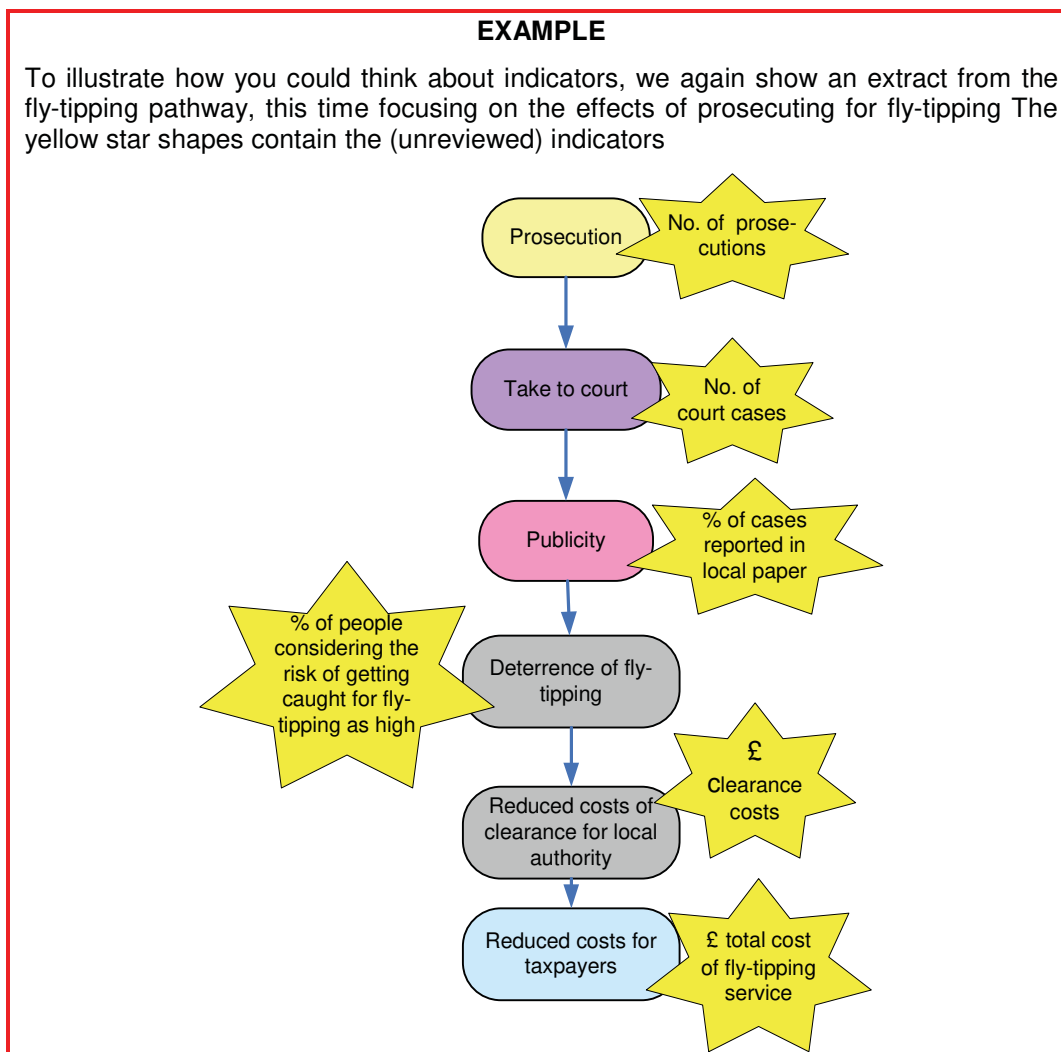 EXAMPLE
To illustrate how you could think about indicators, we again show an extract from the
fly-tipping pathway, this time focusing on the effects of prosecuting for fly-tipping The
yellow star shapes contain the (unreviewed) indicators
Prosecution
No. of prose-
cutions
Take to court
No. of
court cases
Publicity
% of cases
reported in
local paper
% of people
considering the
risk of getting
caught for fly-
tipping as high
Deterrence of fly-
tipping
£
Clearance
costs
Reduced costs of
clearance for local
authority
Reduced costs for
taxpayers
£ total cost
of fly-tipping
service